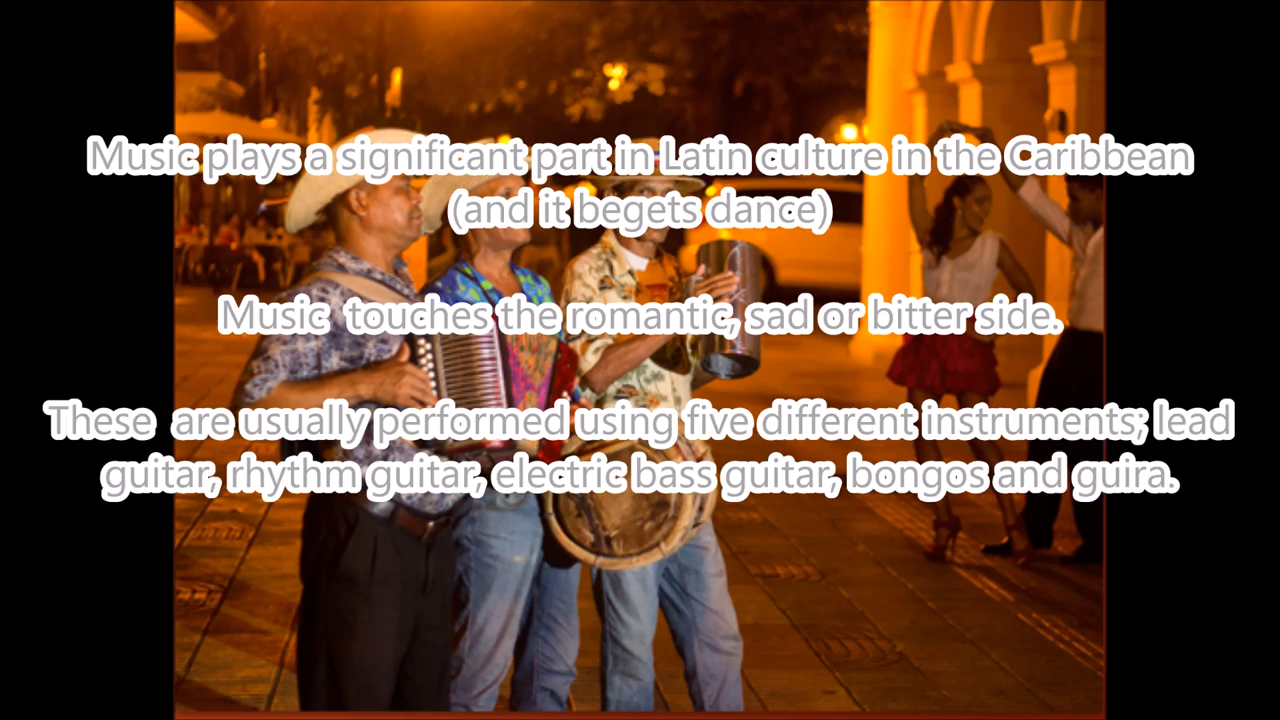 Music plays a significant part in Latin culture in the Caribbean
(and it begets dance)
Music  touches the romantic, sad or bitter side.
These  are usually performed using five different instruments; lead
guitar, rhythm guitar, electric bass guitar, bongos and guira.